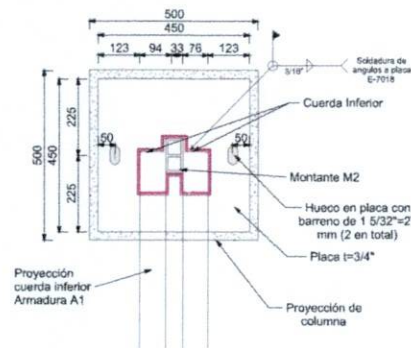 500
450
123 94 33 76 123
5/16"
Soldadura de
angulos a placa
E-7018
Cuerda Inferior
500
450
225
225
50
50
Montante M2
Hueco en placa con
barreno de 1 5/32"=2
mm (2 en total)
Placa t=3/4"
Proyección
cuerda inferior
Armadura A1
Proyección de
columna